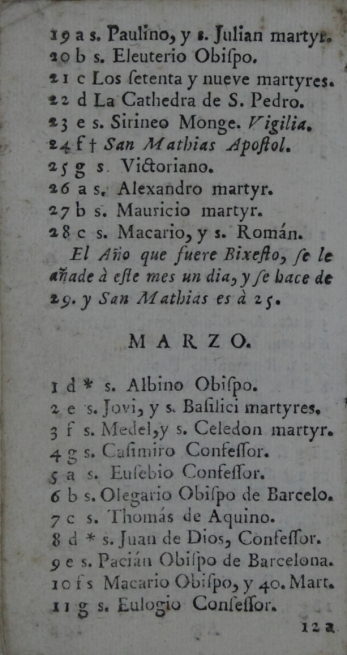 19 a s. Paulino, y s. Julian martyr.
20 b s. Eleuterio Obiſpo.
21 c Los ſetenta y nueve martyres.
22 d La Cathedra de S. Pedro.
23 e s. Sirineo Monge. Vigilia.
24 f † San Mathias Apoſtol.
25 g s. Victoriano.
26 a s. Alexandro martyr.
27 b s. Mauricio martyr.
28 c s. Macario, y s. Román.
El Año que fuere Bixeſto, ſe le
añade à eſte mes un dia, y ſe hace de
29. y San Mathias es à 25.
MARZO.
1 d * s. Albino Obiſpo.
2 e s. Jovi, y s. Baſilici martyres.
3 f s. Medel, y s. Celedon martyr.
4 g s. Caſimiro Confeſſor.
5 a s. Euſebio Confeſſor.
6 b s. Olegario Obiſpo de Barcelo.
7 c s. Thomás de Aquino.
8 d * s. Juan de Dios, Confeſſor.
9 e s. Pacián Obiſpo de Barcelona.
10 f s Macario Obiſpo, y 40. Mart.
11 g s. Eulogio Confeſſor.
12 a